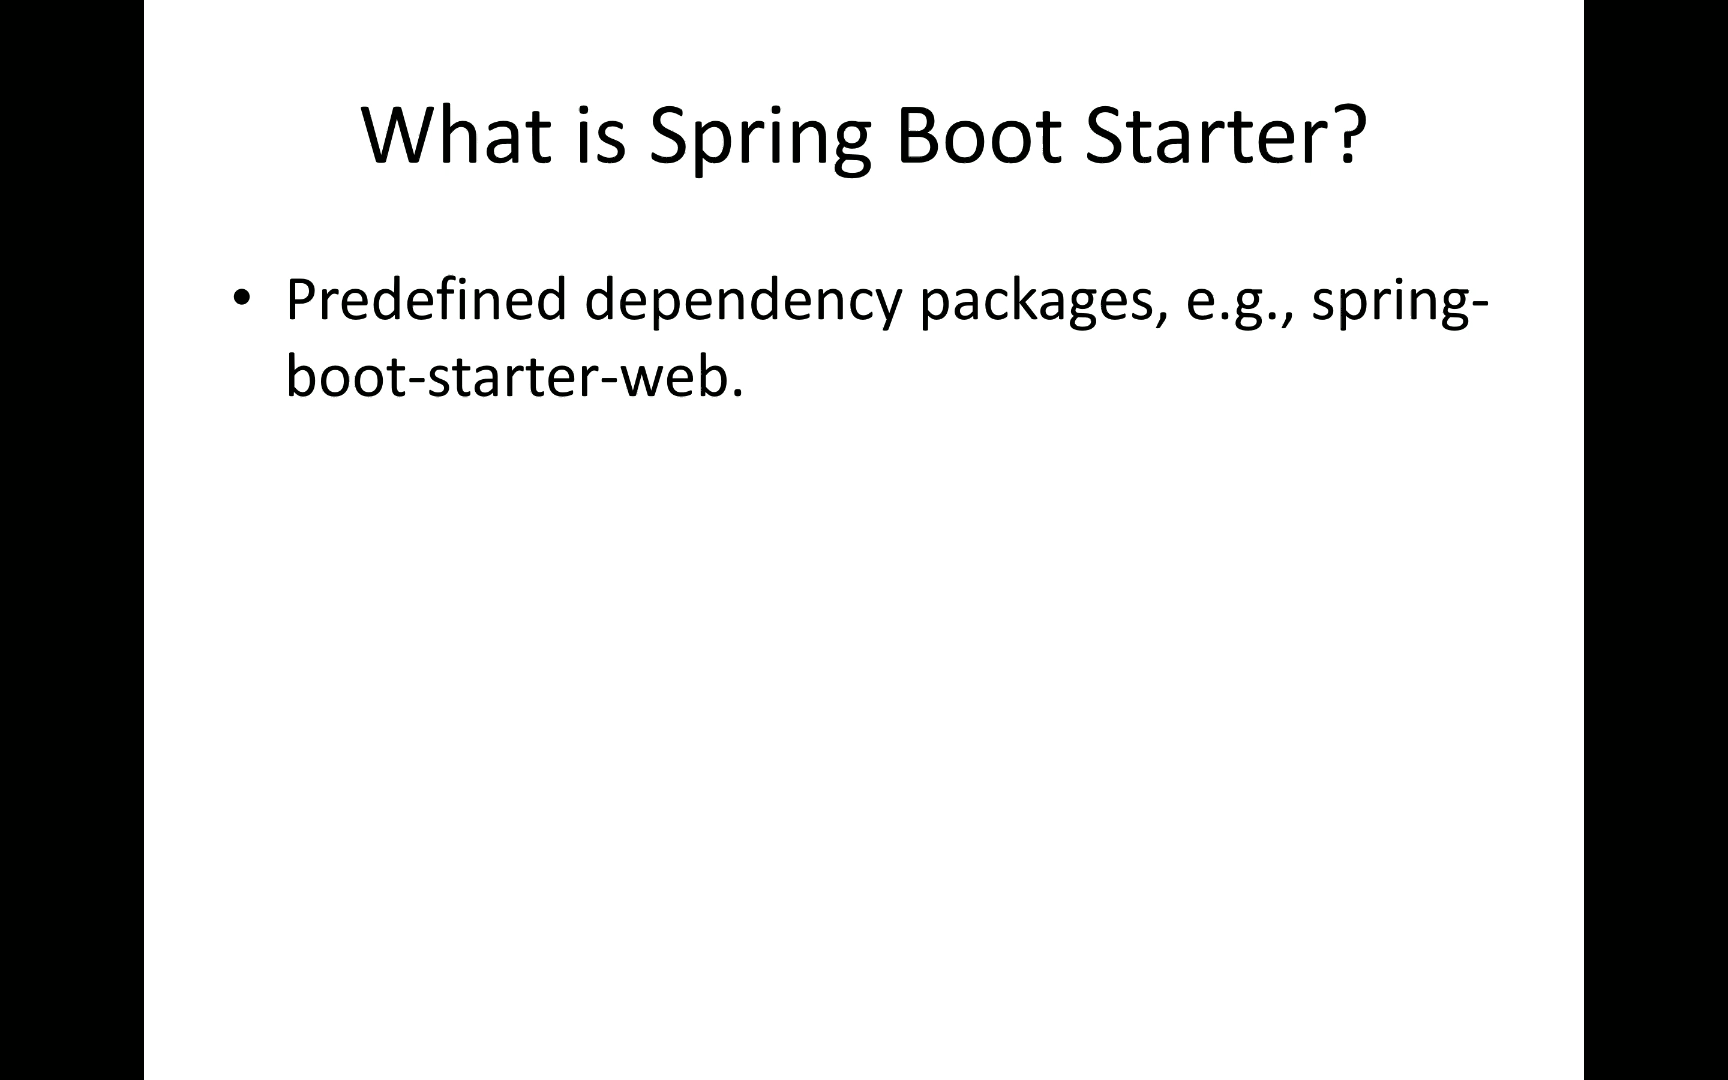 What is Spring Boot Starter?
• Predefined dependency packages, e.g., spring-
boot-starter-web.